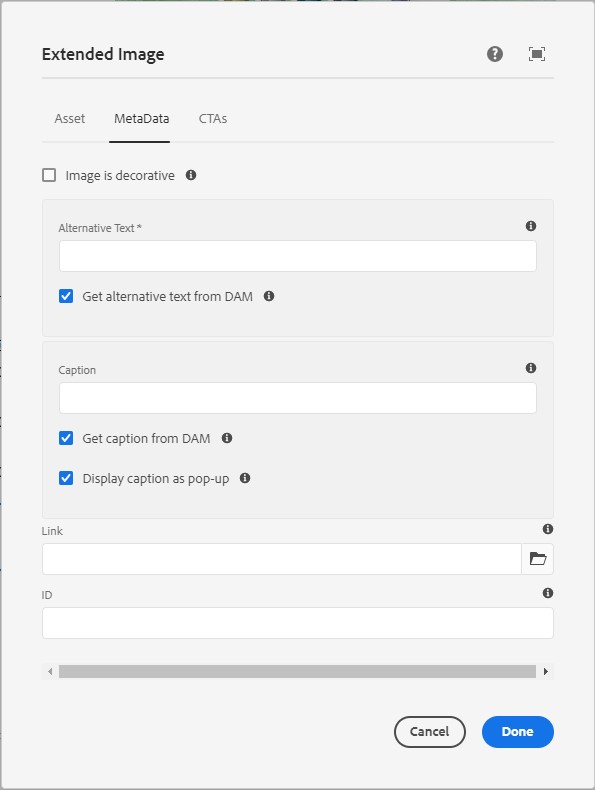 Extended Image
Asset MetaData CTAs
Image is decorative
Alternative Text *
Get alternative text from DAM
Caption
Get caption from DAM
Display caption as pop-up
Link
ID
Cancel Done